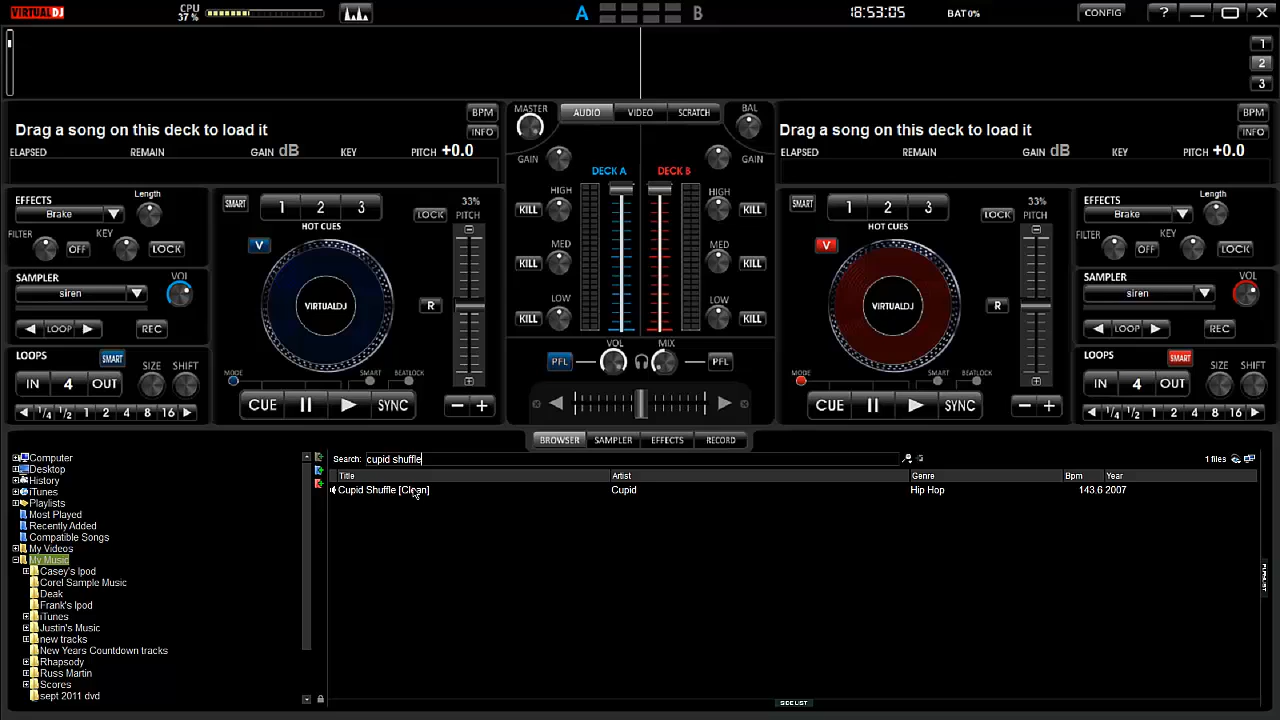 VIRTUALDJ CPU 37 % A B 18:53:05 BAT 0% CONFIG ?
1
2
3
BPM MASTER AUDIO VIDEO SCRATCH BAL BPM
Drag a song on this deck to load it INFO Drag a song on this deck to load it INFO
ELAPSED REMAIN GAIN dB KEY PITCH +0.0 GAIN GAIN ELAPSED REMAIN GAIN dB KEY PITCH +0.0
DECK A DECK B
EFFECTS Length SMART 1 2 3 33% HIGH HIGH SMART 1 2 3 33% EFFECTS Length
Brake LOCK PITCH KILL KILL LOCK PITCH Brake
HOT CUES HOT CUES
FILTER OFF KEY LOCK V MED MED V FILTER OFF KEY LOCK
KILL KILL
SAMPLER VOL SAMPLER VOL
siren VIRTUALDJ R LOW LOW VIRTUALDJ R siren
LOOP REC KILL KILL LOOP REC
LOOPS SMART SIZE SHIFT PFL VOL MIX PFL LOOPS SMART SIZE SHIFT
MODE SMART BEATLOCK MODE SMART BEATLOCK
IN 4 OUT IN 4 OUT
CUE SYNC CUE SYNC
1/4 1/2 1 2 4 8 16 1/4 1/2 1 2 4 8 16
BROWSER SAMPLER EFFECTS RECORD
Search: cupid shuffle 1 files
Title Artist Genre Bpm Year
Cupid Shuffle [Clean] Cupid Hip Hop 143.6 2007
Computer
Desktop
History
iTunes
Playlists
Most Played
Recently Added
Compatible Songs
My Videos
My Music
Casey's Ipod
Corel Sample Music
Deak
Frank's Ipod
iTunes
Justin's Music
new tracks
New Years Countdown tracks
Rhapsody
Russ Martin
Scores
sept 2011 dvd
PLAYLIST
SIDE LIST